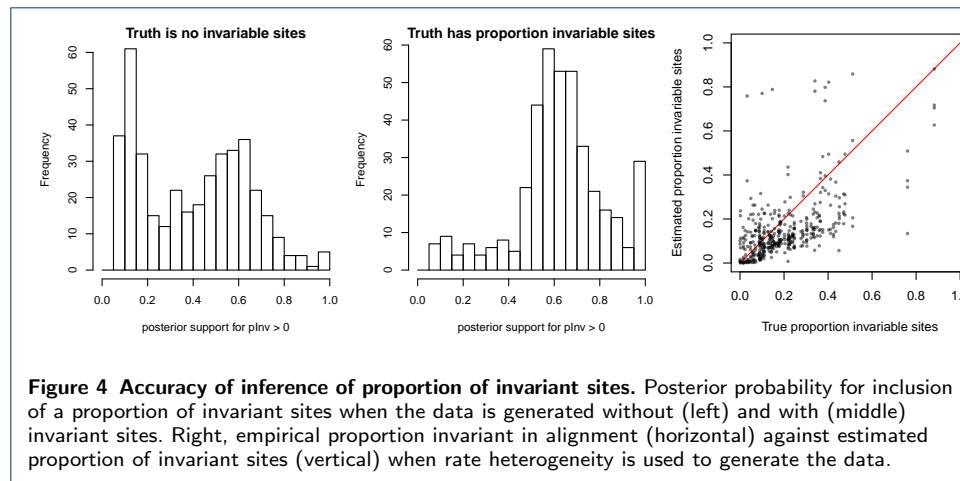 Truth is no invariable sites
Frequency
0 10 20 30 40 50 60
0.0 0.2 0.4 0.6 0.8 1.0
posterior support for pInv > 0
Truth has proportion invariable sites
Frequency
0 10 20 30 40 50 60
0.0 0.2 0.4 0.6 0.8 1.0
posterior support for pInv > 0
Estimated proportion invariable sites
0.0 0.2 0.4 0.6 0.8 1.0
0.0 0.2 0.4 0.6 0.8 1.0
True proportion invariable sites
Figure 4 Accuracy of inference of proportion of invariant sites. Posterior probability for inclusion
of a proportion of invariant sites when the data is generated without (left) and with (middle)
invariant sites. Right, empirical proportion invariant in alignment (horizontal) against estimated
proportion of invariant sites (vertical) when rate heterogeneity is used to generate the data.